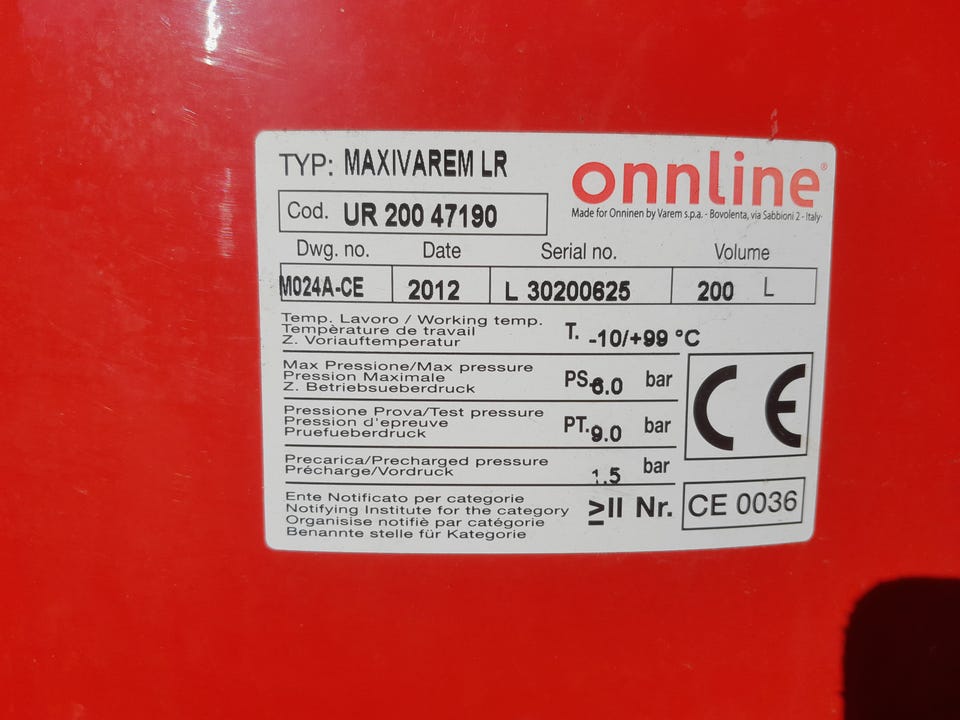 TYP: MAXIVAREM LR
onnline®
Made for Onninen by Varem s.p.a. - Bovolenta, via Sabbioni 2 - Italy
Cod. UR 200 47190
Dwg. no. Date Serial no. Volume
M024A-CE 2012 L 30200625 200 L
Temp. Lavoro / Working temp.
Tempèrature de travail
Z. Voriauftemperatur
T. -10/+99 °C
Max Pressione/Max pressure
Pression Maximale
Z. Betriebsueberdruck
PS. 6.0 bar
Pressione Prova/Test pressure
Pression d'epreuve
Pruefueberdruck
PT. 9.0 bar
Precarica/Precharged pressure
Précharge/Vordruck
1.5 bar
CE
Ente Notificato per categorie
Notifying Institute for the category
Organisise notifiè par catégorie
Benannte stelle für Kategorie
≥II Nr. CE 0036